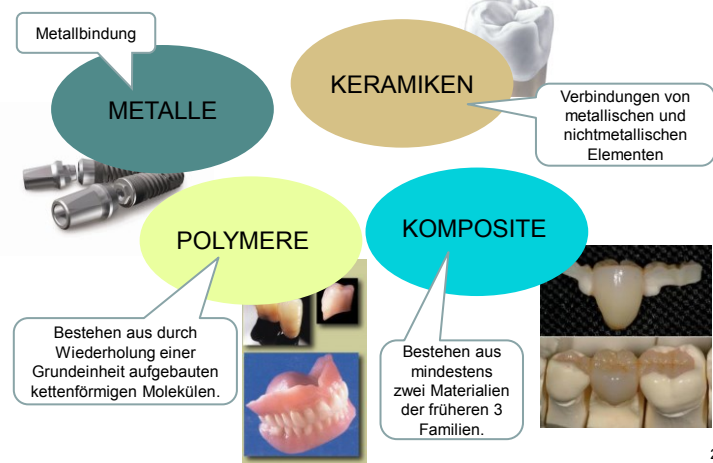 Metallbindung
METALLE
KERAMIKEN
Verbindungen von
metallischen und
nichtmetallischen
Elementen
POLYMERE
KOMPOSITE
Bestehen aus durch
Wiederholung einer
Grundeinheit aufgebauten
kettenförmigen Molekülen.
Bestehen aus
mindestens
zwei Materialien
der früheren 3
Familien.